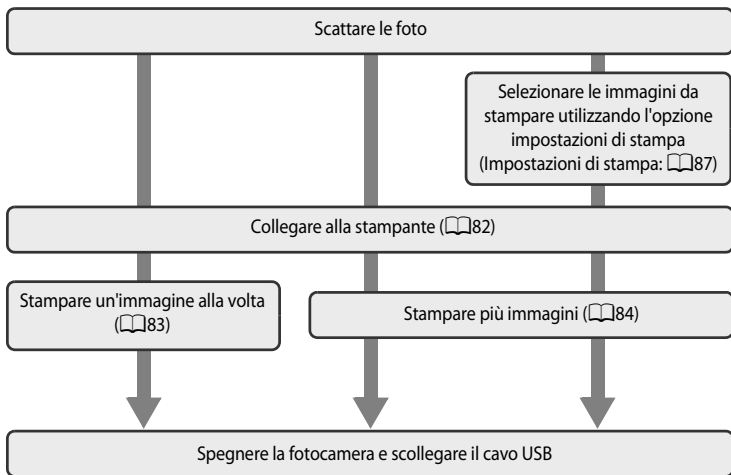 Scattare le foto
Selezionare le immagini da
stampare utilizzando l'opzione
impostazioni di stampa
(Impostazioni di stampa: 📖87)
Collegare alla stampante (📖82)
Stampare un'immagine alla volta
(📖83)
Stampare più immagini (📖84)
Spegnere la fotocamera e scollegare il cavo USB